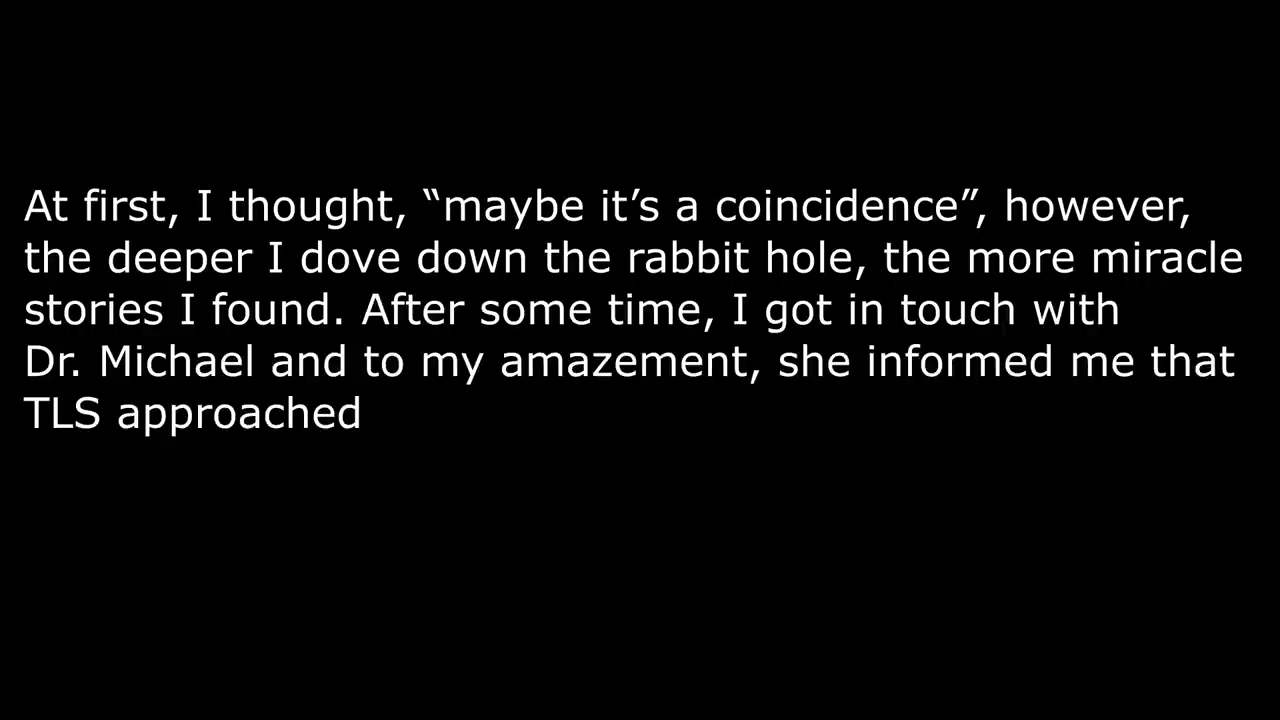 At first, I thought, “maybe it’s a coincidence”, however,
the deeper I dove down the rabbit hole, the more miracle
stories I found. After some time, I got in touch with
Dr. Michael and to my amazement, she informed me that
TLS approached